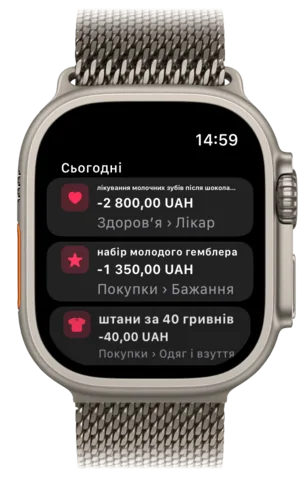 14:59
Сьогодні
лікування молочних зубів після шокола...
-2 800,00 UAH
Здоров’я › Лікар
набір молодого гемблера
-1 350,00 UAH
Покупки › Бажання
штани за 40 гривнів
-40,00 UAH
Покупки › Одяг і взуття